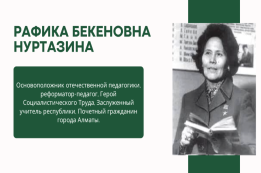 РАФИКА БЕКЕНОВНА
НУРТАЗИНА
Основоположник отечественной педагогики,
реформатор-педагог. Герой
Социалистического Труда. Заслуженный
учитель республики. Почетный гражданин
города Алматы.